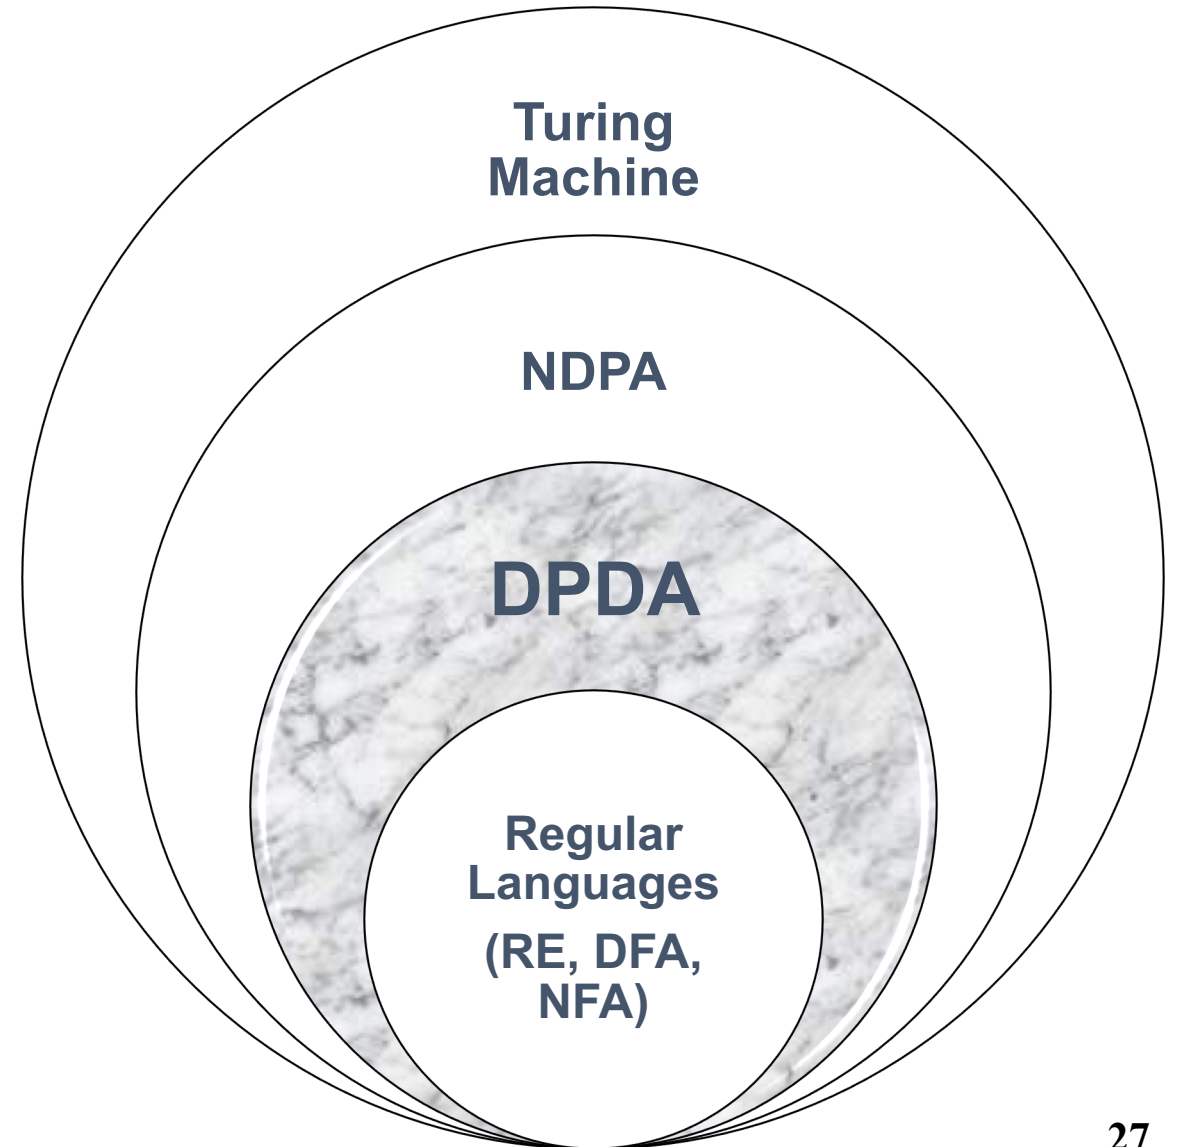 Turing
Machine
NDPA
DPDA
Regular
Languages
(RE, DFA,
NFA)
27